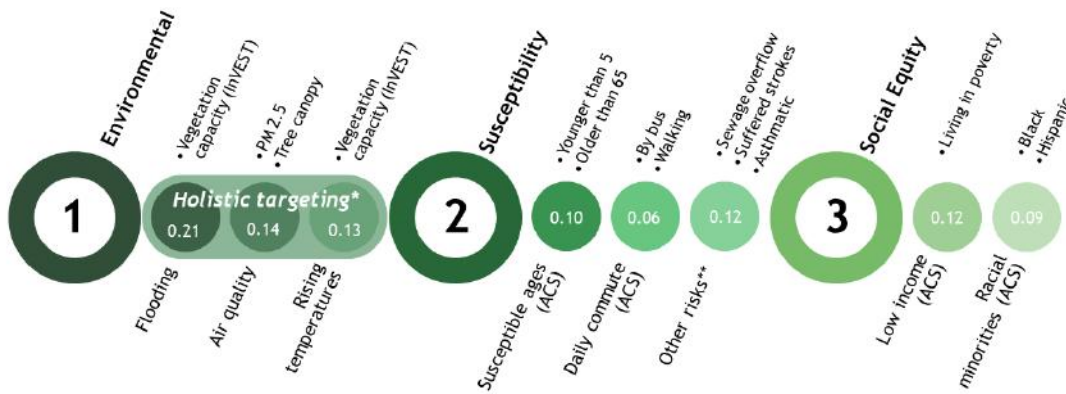 Environmental
• Vegetation
capacity (InVEST)
• PM 2.5
• Tree canopy
• Vegetation
capacity (InVEST)
Susceptibility
• Younger than 5
• Older than 65
• By bus
• Walking
• Sewage overflow
• Suffered strokes
• Asthmatic
Social Equity
• Living in poverty
• Black
• Hispanic
1
Holistic targeting*
0.21
0.14
0.13
2
0.10
0.06
0.12
3
0.12
0.09
Flooding
Air quality
Rising
temperatures
Susceptible ages
(ACS)
Daily commute
(ACS)
Other risks**
Low income
(ACS)
Racial
minorities (ACS)